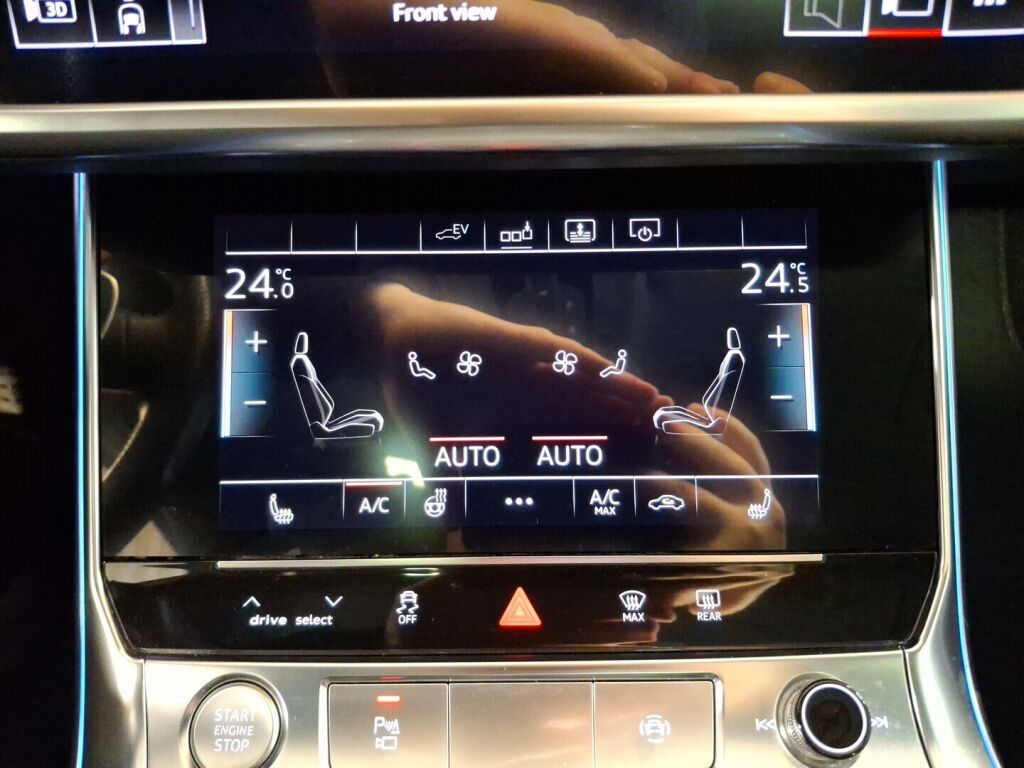 3D
Front view
EV
24.0 °C
24.5 °C
+
+
-
-
AUTO AUTO
A/C
•••
A/C MAX
drive select
OFF
MAX
REAR
START
ENGINE
STOP
P